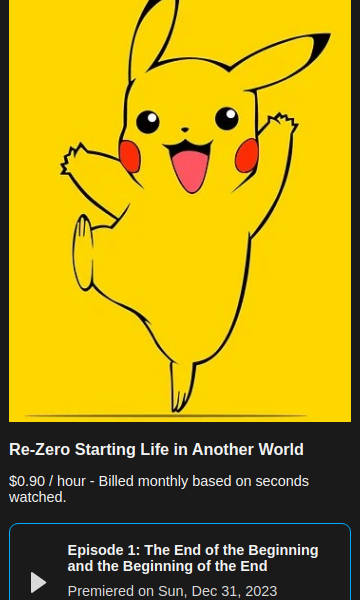 Re-Zero Starting Life in Another World
$0.90 / hour - Billed monthly based on seconds
watched.
Episode 1: The End of the Beginning
and the Beginning of the End
Premiered on Sun, Dec 31, 2023